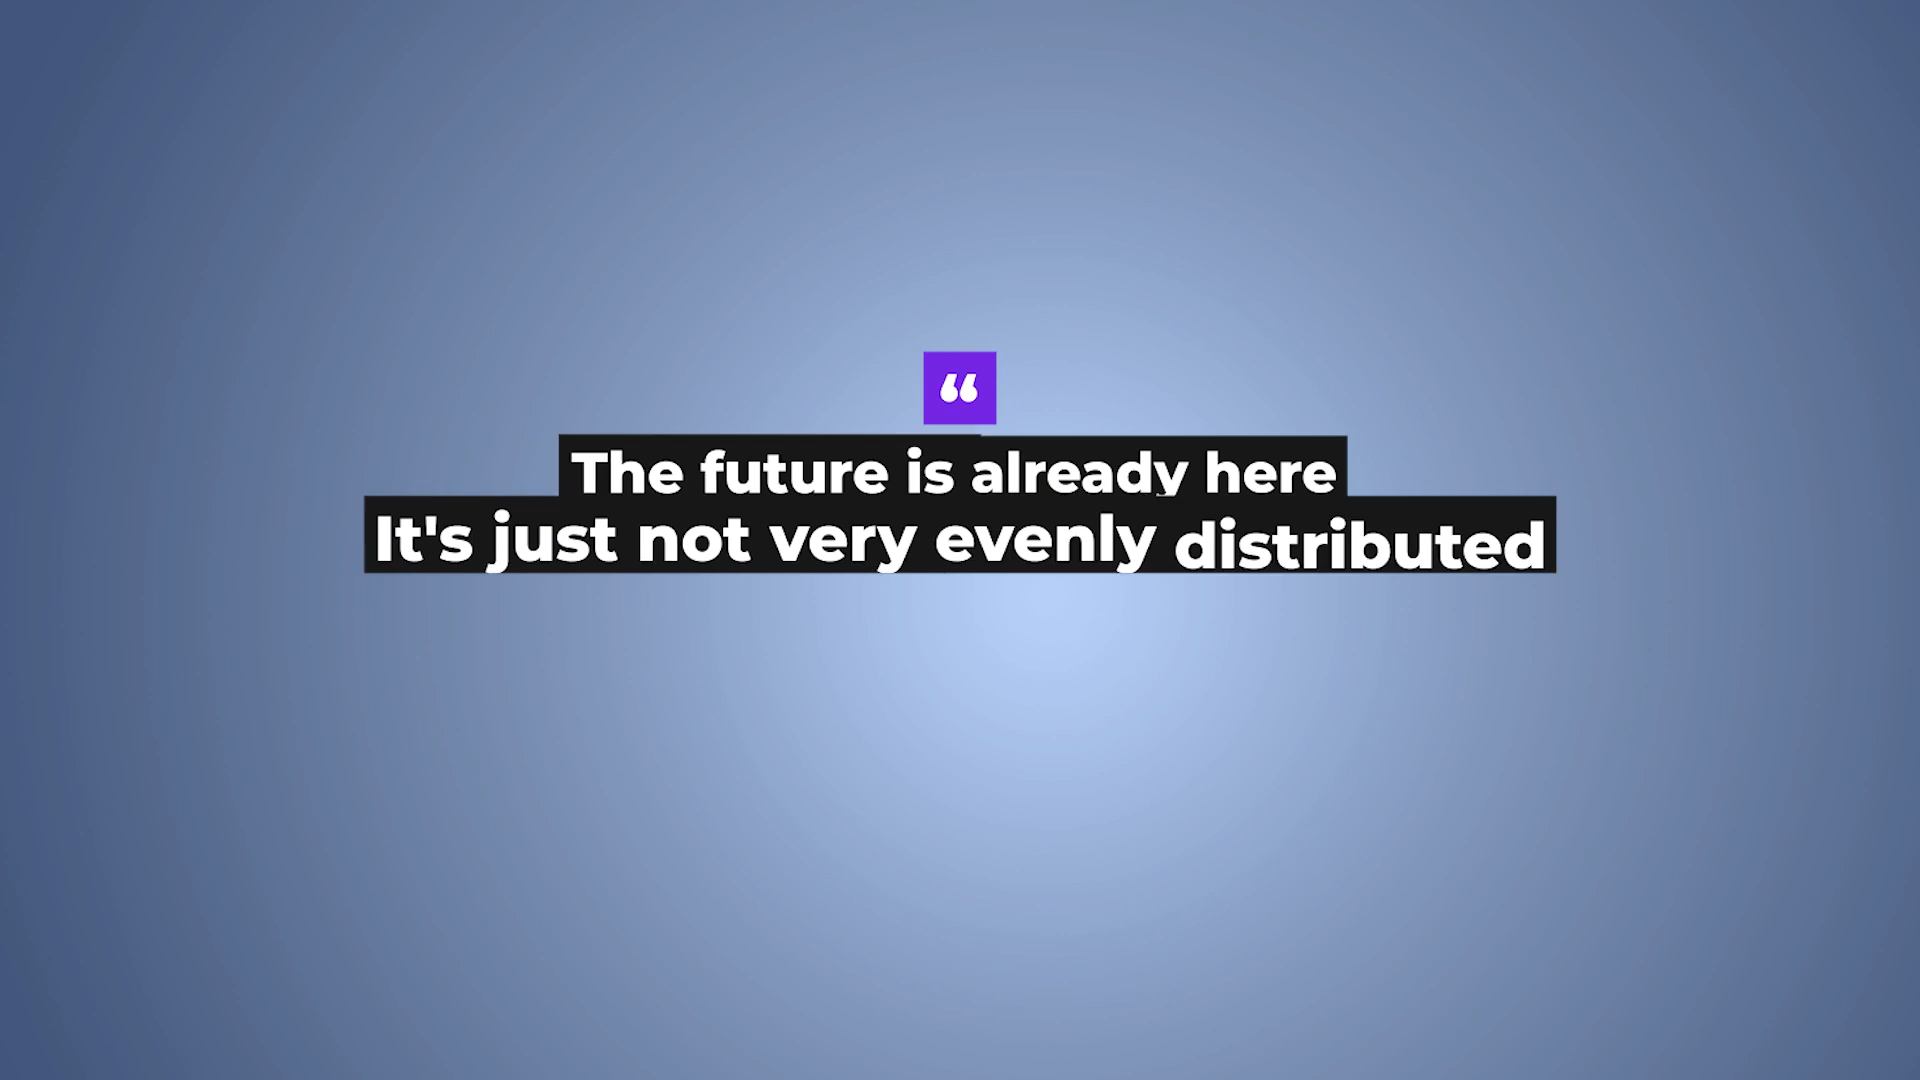 “
The future is already here
It's just not very evenly distributed